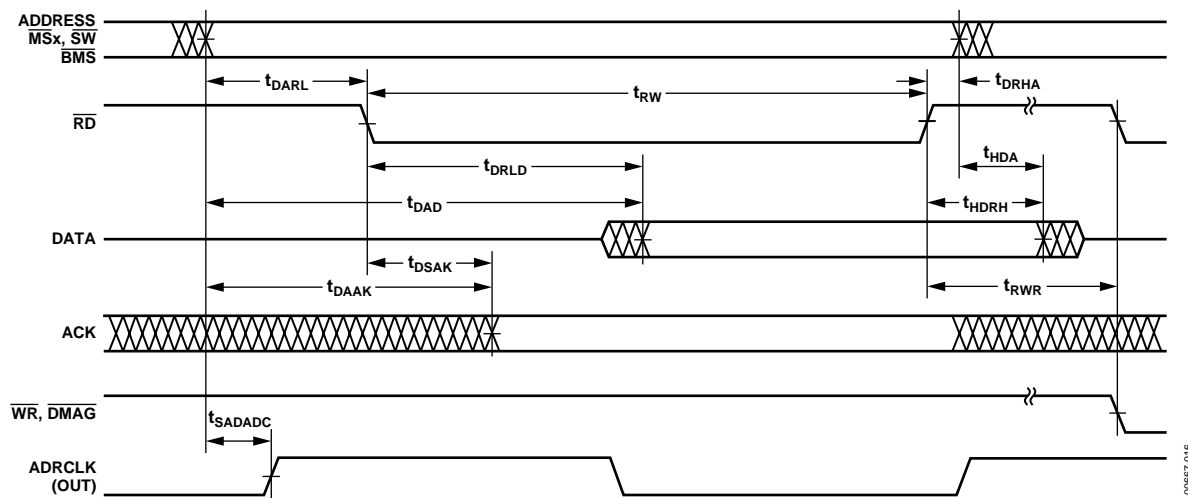 ADDRESS
MSx, SW
BMS
tDARL
tRW
tDRHA
RD
tDRLD
tHDA
tDAD
tHDRH
DATA
tDSAK
tDAAK
tRWR
ACK
WR, DMAG
tSADADC
ADRCLK
(OUT)
00667-016